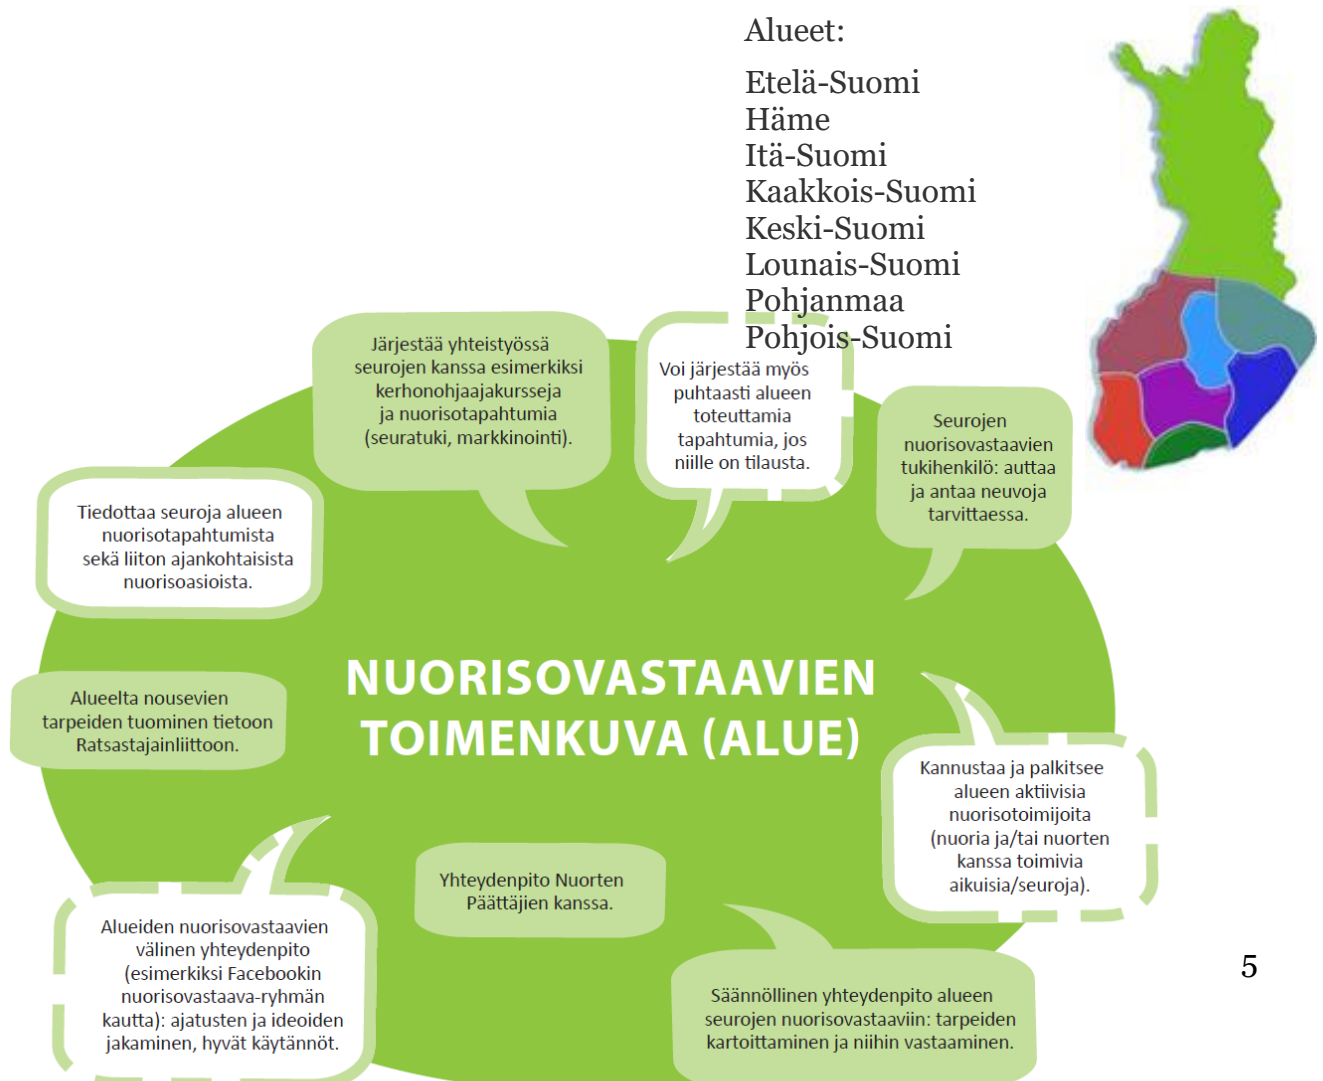 Alueet:
Etelä-Suomi
Häme
Itä-Suomi
Kaakkois-Suomi
Keski-Suomi
Lounais-Suomi
Pohjanmaa
Pohjois-Suomi
Järjestää yhteistyössä
seurojen kanssa esimerkiksi
kerhonohjaajakursseja
ja nuorisotapahtumia
(seuratuki, markkinointi).
Voi järjestää myös
puhtaasti alueen
toteuttamia
tapahtumia, jos
niille on tilausta.
Seurojen
nuorisovastaavien
tukihenkilö: auttaa
ja antaa neuvoja
tarvittaessa.
Tiedottaa seuroja alueen
nuorisotapahtumista
sekä liiton ajankohtaisista
nuorisoasioista.
NUORISOVASTAAVIEN
TOIMENKUVA (ALUE)
Alueelta nousevien
tarpeiden tuominen tietoon
Ratsastajainliittoon.
Kannustaa ja palkitsee
alueen aktiivisia
nuorisotoimijoita
(nuoria ja/tai nuorten
kanssa toimivia
aikuisia/seuroja).
Yhteydenpito Nuorten
Päättäjien kanssa.
Alueiden nuorisovastaavien
välinen yhteydenpito
(esimerkiksi Facebookin
nuorisovastaava-ryhmän
kautta): ajatusten ja ideoiden
jakaminen, hyvät käytännöt.
Säännöllinen yhteydenpito alueen
seurojen nuorisovastaaviin: tarpeiden
kartoittaminen ja niihin vastaaminen.
5